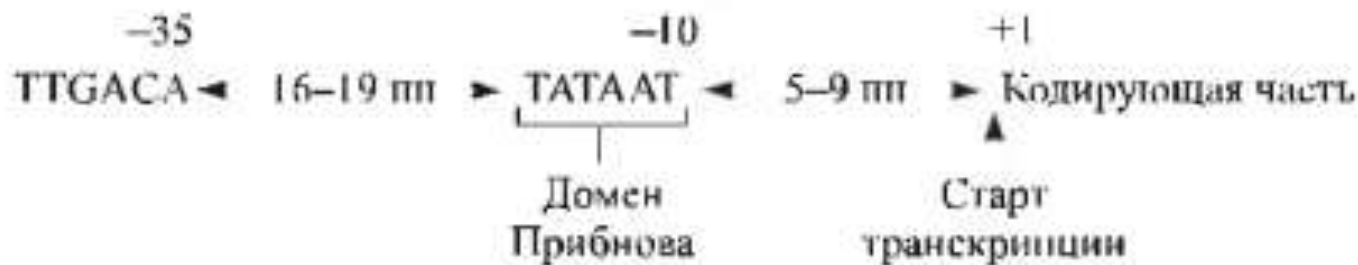 −35 −10 +1
TTGACA 16–19 пп TATAAT 5–9 пп Кодирующая часть
Домен Старт
Прибнова транскрипции